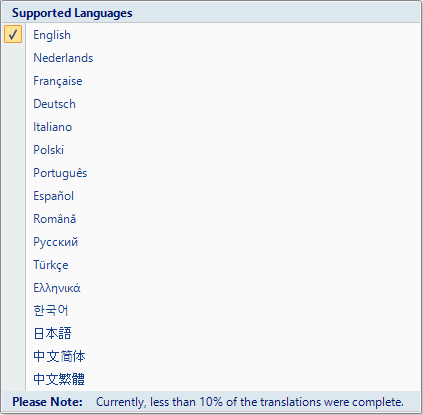 Supported Languages
English
Nederlands
Française
Deutsch
Italiano
Polski
Português
Español
Română
Русский
Türkçe
Ελληνικά
한국어
日本語
中文简体
中文繁體
Please Note: Currently, less than 10% of the translations were complete.